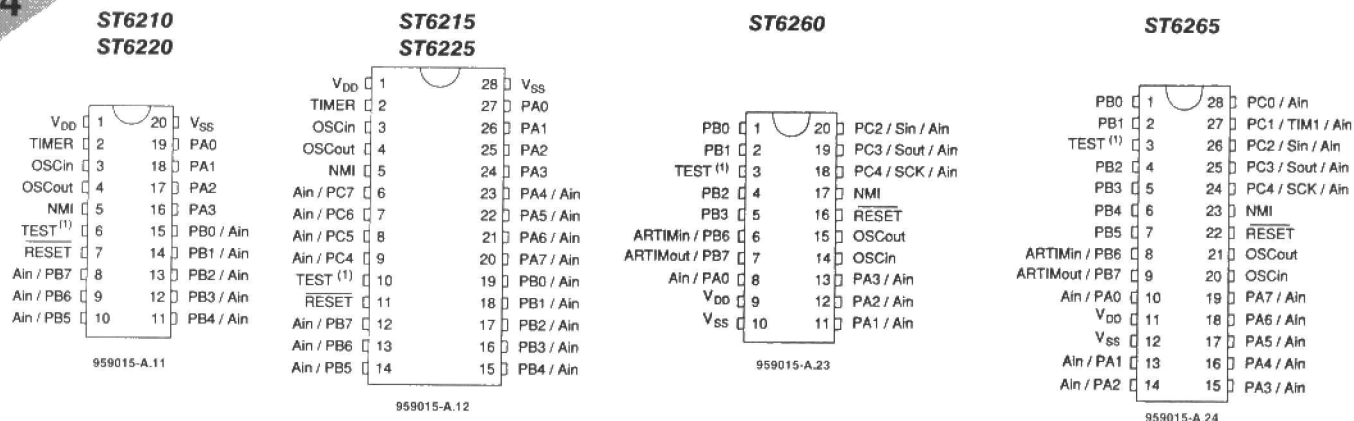 4
ST6210
ST6220
V_DD 1 20 V_SS
TIMER 2 19 PA0
OSCin 3 18 PA1
OSCout 4 17 PA2
NMI 5 16 PA3
TEST (1) 6 15 PB0 / Ain
RESET 7 14 PB1 / Ain
Ain / PB7 8 13 PB2 / Ain
Ain / PB6 9 12 PB3 / Ain
Ain / PB5 10 11 PB4 / Ain
959015-A.11
ST6215
ST6225
V_DD 1 28 V_SS
TIMER 2 27 PA0
OSCin 3 26 PA1
OSCout 4 25 PA2
NMI 5 24 PA3
Ain / PC7 6 23 PA4 / Ain
Ain / PC6 7 22 PA5 / Ain
Ain / PC5 8 21 PA6 / Ain
Ain / PC4 9 20 PA7 / Ain
TEST (1) 10 19 PB0 / Ain
RESET 11 18 PB1 / Ain
Ain / PB7 12 17 PB2 / Ain
Ain / PB6 13 16 PB3 / Ain
Ain / PB5 14 15 PB4 / Ain
959015-A.12
ST6260
PB0 1 20 PC2 / Sin / Ain
PB1 2 19 PC3 / Sout / Ain
TEST (1) 3 18 PC4 / SCK / Ain
PB2 4 17 NMI
PB3 5 16 RESET
ARTIMin / PB6 6 15 OSCout
ARTIMout / PB7 7 14 OSCin
Ain / PA0 8 13 PA3 / Ain
V_DD 9 12 PA2 / Ain
V_SS 10 11 PA1 / Ain
959015-A.23
ST6265
PB0 1 28 PC0 / Ain
PB1 2 27 PC1 / TIM1 / Ain
TEST (1) 3 26 PC2 / Sin / Ain
PB2 4 25 PC3 / Sout / Ain
PB3 5 24 PC4 / SCK / Ain
PB4 6 23 NMI
PB5 7 22 RESET
ARTIMin / PB6 8 21 OSCout
ARTIMout / PB7 9 20 OSCin
Ain / PA0 10 19 PA7 / Ain
V_DD 11 18 PA6 / Ain
V_SS 12 17 PA5 / Ain
Ain / PA1 13 16 PA4 / Ain
Ain / PA2 14 15 PA3 / Ain
959015-A.24